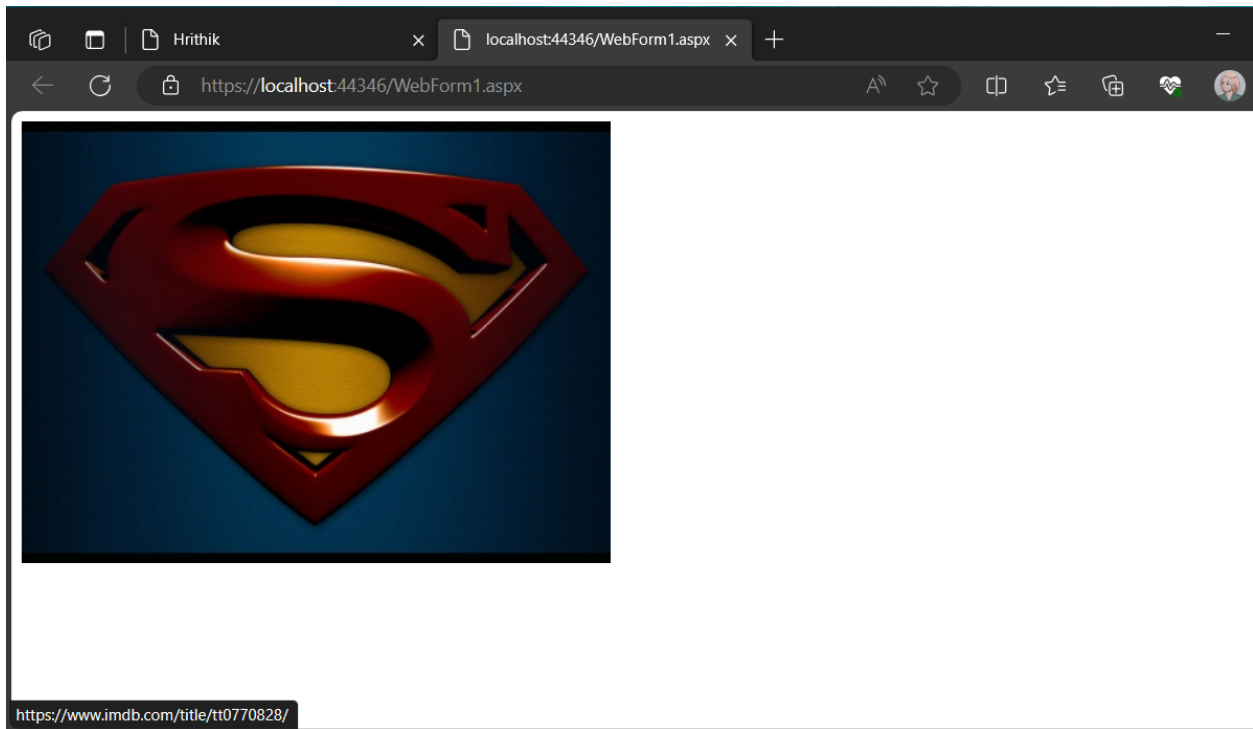 Hrithik
localhost:44346/WebForm1.aspx
https://localhost:44346/WebForm1.aspx
S
https://www.imdb.com/title/tt0770828/